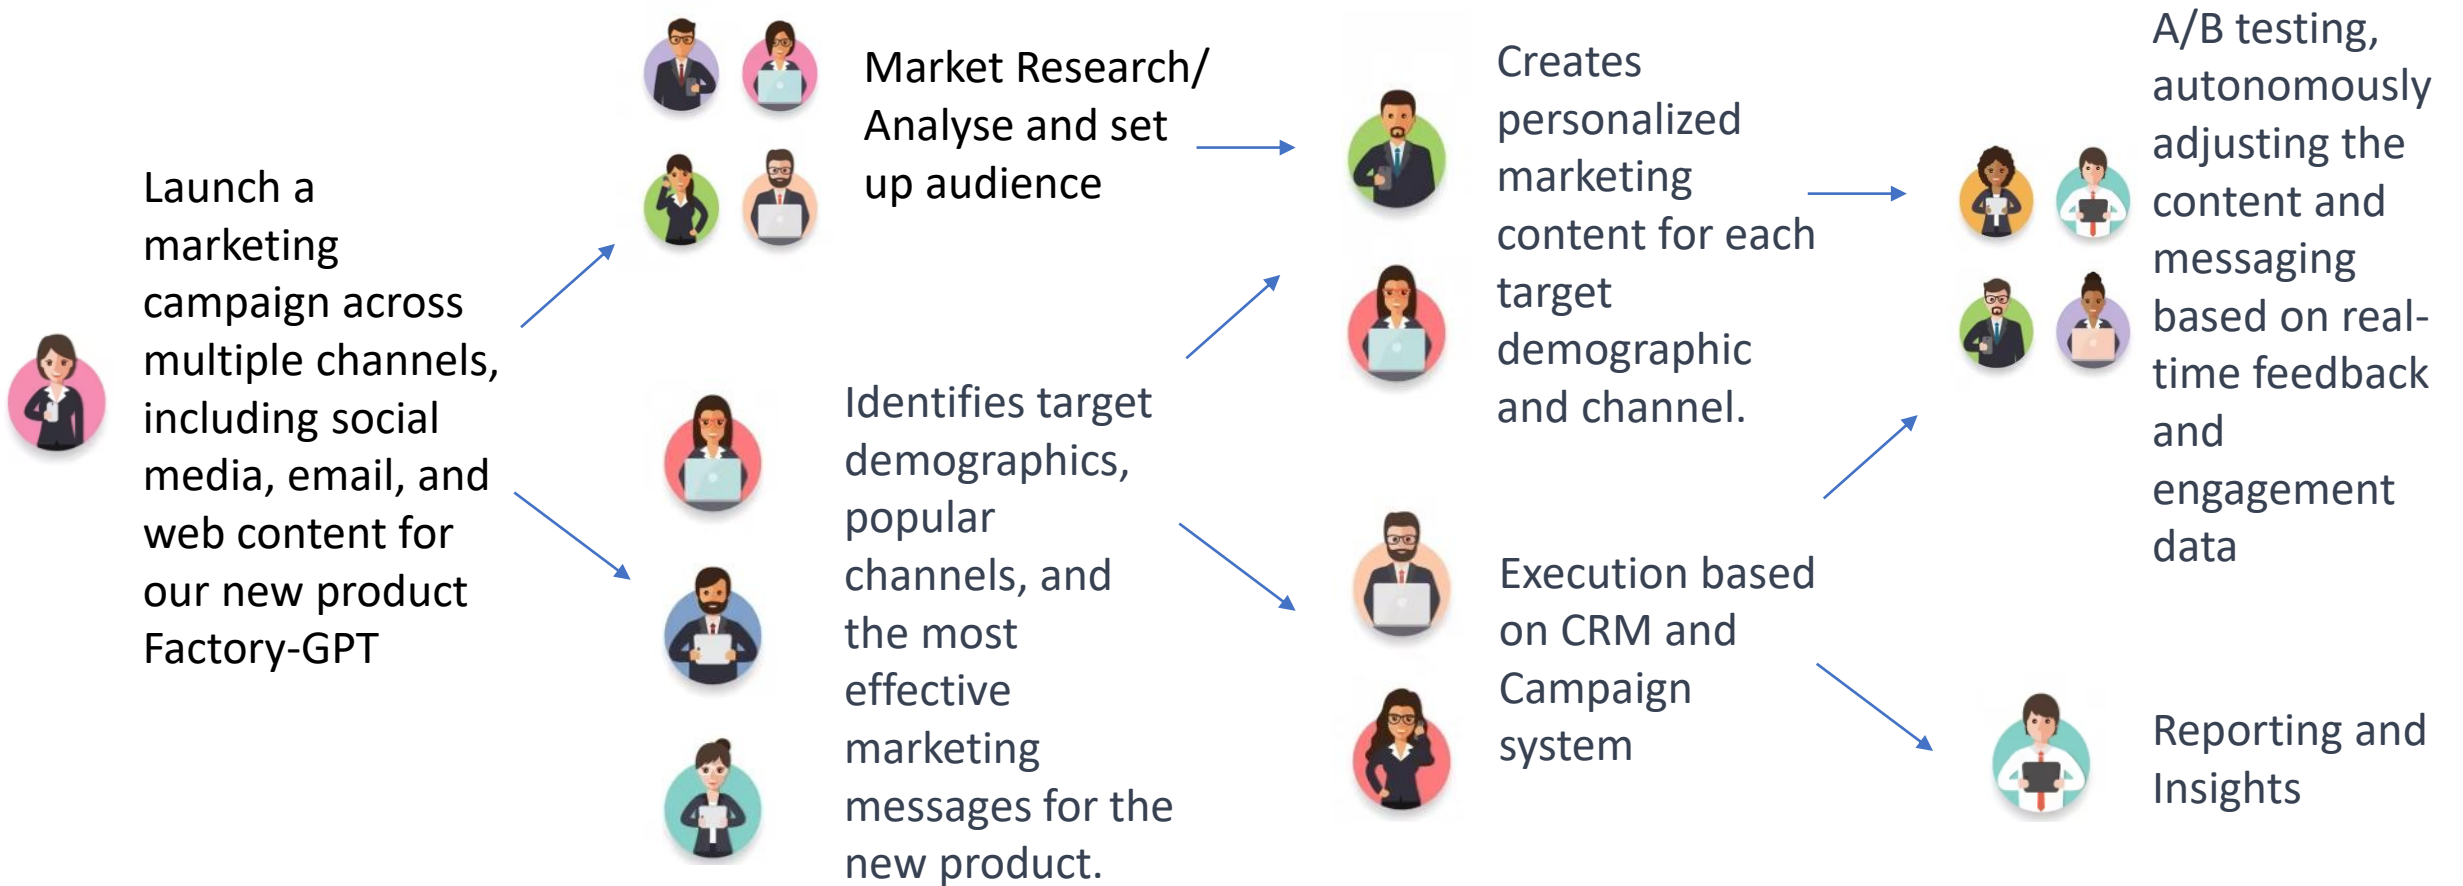 Launch a
marketing
campaign across
multiple channels,
including social
media, email, and
web content for
our new product
Factory-GPT
Market Research/
Analyse and set
up audience
Identifies target
demographics,
popular
channels, and
the most
effective
marketing
messages for the
new product.
Creates
personalized
marketing
content for each
target
demographic
and channel.
Execution based
on CRM and
Campaign
system
A/B testing,
autonomously
adjusting the
content and
messaging
based on real-
time feedback
and
engagement
data
Reporting and
Insights